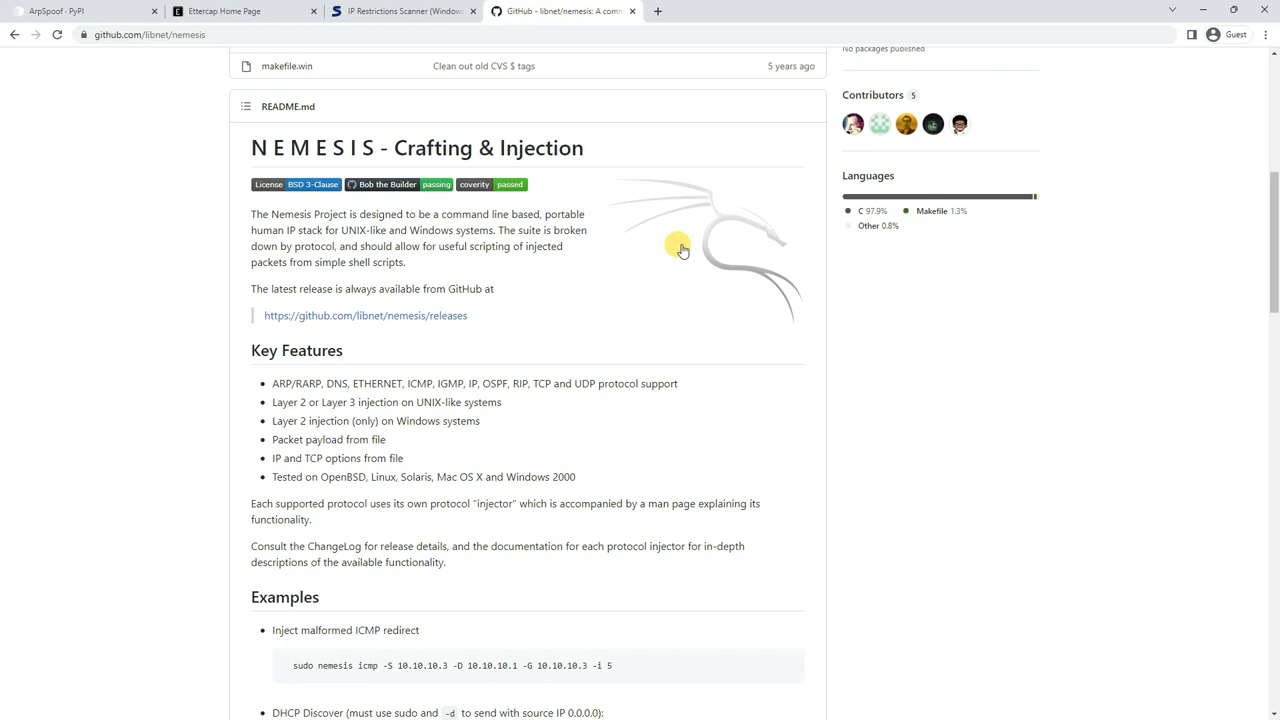 ArpSpoof · PyPI
Ettercap Home Page
IP Restrictions Scanner (Windows
GitHub - libnet/nemesis: A comm
github.com/libnet/nemesis
Guest
No packages published
makefile.win
Clean out old CVS $ tags
5 years ago
Contributors 5
README.md
N E M E S I S - Crafting & Injection
License BSD 3-Clause
Bob the Builder passing
coverity passed
Languages
C 97.9%
Makefile 1.3%
Other 0.8%
The Nemesis Project is designed to be a command line based, portable
human IP stack for UNIX-like and Windows systems. The suite is broken
down by protocol, and should allow for useful scripting of injected
packets from simple shell scripts.
The latest release is always available from GitHub at
https://github.com/libnet/nemesis/releases
Key Features
• ARP/RARP, DNS, ETHERNET, ICMP, IGMP, IP, OSPF, RIP, TCP and UDP protocol support
• Layer 2 or Layer 3 injection on UNIX-like systems
• Layer 2 injection (only) on Windows systems
• Packet payload from file
• IP and TCP options from file
• Tested on OpenBSD, Linux, Solaris, Mac OS X and Windows 2000
Each supported protocol uses its own protocol "injector" which is accompanied by a man page explaining its
functionality.
Consult the ChangeLog for release details, and the documentation for each protocol injector for in-depth
descriptions of the available functionality.
Examples
• Inject malformed ICMP redirect
sudo nemesis icmp -S 10.10.10.3 -D 10.10.10.1 -G 10.10.10.3 -i 5
• DHCP Discover (must use sudo and -d to send with source IP 0.0.0.0):